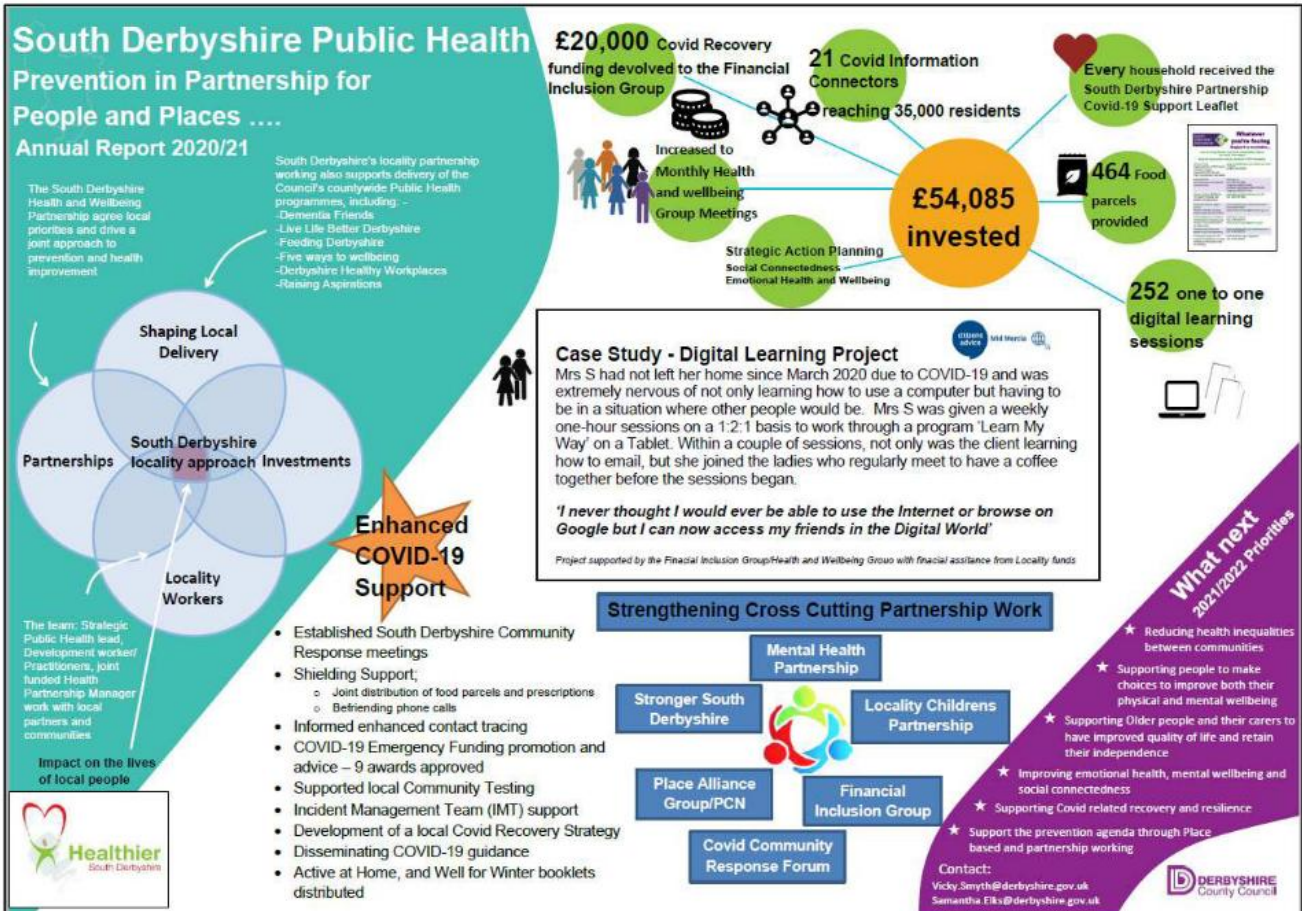 South Derbyshire Public Health
Prevention in Partnership for
People and Places ....
Annual Report 2020/21
The South Derbyshire
Health and Wellbeing
Partnership agree local
priorities and drive a
joint approach to
prevention and health
improvement
South Derbyshire's locality partnership
working also supports delivery of the
Council's countywide Public Health
programmes, including: -
-Dementia Friends
-Live Life Better Derbyshire
-Feeding Derbyshire
-Five ways to wellbeing
-Derbyshire Healthy Workplaces
-Raising Aspirations
Shaping Local
Delivery
Partnerships
South Derbyshire
locality approach
Investments
Locality
Workers
The team: Strategic
Public Health lead,
Development worker/
Practitioners, joint
funded Health
Partnership Manager
work with local
partners and
communities
Impact on the lives
of local people
Healthier
South Derbyshire
£20,000 Covid Recovery
funding devolved to the Financial
Inclusion Group
21 Covid Information
Connectors
reaching 35,000 residents
Every household received the
South Derbyshire Partnership
Covid-19 Support Leaflet
Increased to
Monthly Health
and wellbeing
Group Meetings
£54,085
invested
464 Food
parcels
provided
Whatever
you're facing
Strategic Action Planning
Social Connectedness
Emotional Health and Wellbeing
252 one to one
digital learning
sessions
citizens
advice
Mid Mercia
Case Study - Digital Learning Project
Mrs S had not left her home since March 2020 due to COVID-19 and was
extremely nervous of not only learning how to use a computer but having to
be in a situation where other people would be. Mrs S was given a weekly
one-hour sessions on a 1:2:1 basis to work through a program 'Learn My
Way' on a Tablet. Within a couple of sessions, not only was the client learning
how to email, but she joined the ladies who regularly meet to have a coffee
together before the sessions began.
'I never thought I would ever be able to use the Internet or browse on
Google but I can now access my friends in the Digital World'
Project supported by the Finacial Inclusion Group/Health and Wellbeing Group with finacial assitance from Locality funds
Enhanced
COVID-19
Support
• Established South Derbyshire Community
Response meetings
• Shielding Support;
o Joint distribution of food parcels and prescriptions
o Befriending phone calls
• Informed enhanced contact tracing
• COVID-19 Emergency Funding promotion and
advice – 9 awards approved
• Supported local Community Testing
• Incident Management Team (IMT) support
• Development of a local Covid Recovery Strategy
• Disseminating COVID-19 guidance
• Active at Home, and Well for Winter booklets
distributed
Strengthening Cross Cutting Partnership Work
Mental Health
Partnership
Stronger South
Derbyshire
Locality Childrens
Partnership
Place Alliance
Group/PCN
Financial
Inclusion Group
Covid Community
Response Forum
What next
2021/2022 Priorities
★ Reducing health inequalities
between communities
★ Supporting people to make
choices to improve both their
physical and mental wellbeing
★ Supporting Older people and their carers to
have improved quality of life and retain
their independence
★ Improving emotional health, mental wellbeing and
social connectedness
★ Supporting Covid related recovery and resilience
★ Support the prevention agenda through Place
based and partnership working
Contact:
Vicky.Smyth@derbyshire.gov.uk
Samantha.Elks@derbyshire.gov.uk
DERBYSHIRE
County Council